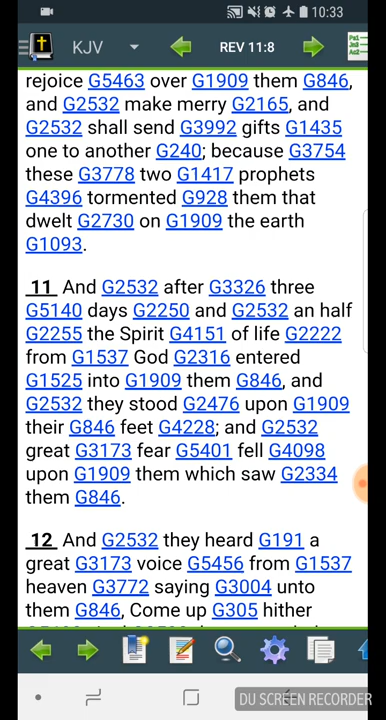 10:33
KJV REV 11:8
rejoice G5463 over G1909 them G846,
and G2532 make merry G2165, and
G2532 shall send G3992 gifts G1435
one to another G240; because G3754
these G3778 two G1417 prophets
G4396 tormented G928 them that
dwelt G2730 on G1909 the earth
G1093.
11 And G2532 after G3326 three
G5140 days G2250 and G2532 an half
G2255 the Spirit G4151 of life G2222
from G1537 God G2316 entered
G1525 into G1909 them G846, and
G2532 they stood G2476 upon G1909
their G846 feet G4228; and G2532
great G3173 fear G5401 fell G4098
upon G1909 them which saw G2334
them G846.
12 And G2532 they heard G191 a
great G3173 voice G5456 from G1537
heaven G3772 saying G3004 unto
them G846, Come up G305 hither
DU SCREEN RECORDER